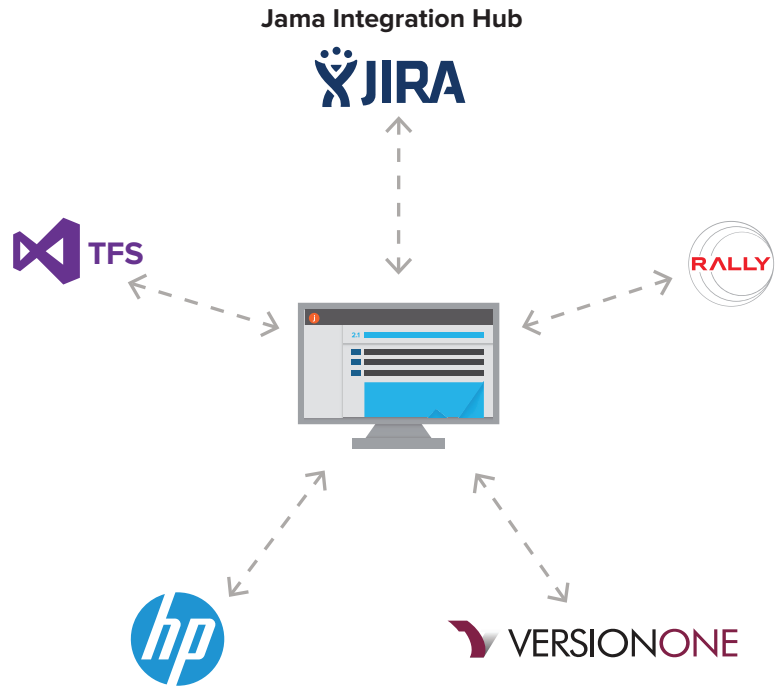 Jama Integration Hub
JIRA
TFS
RALLY
j
2.1
hp
VERSIONONE